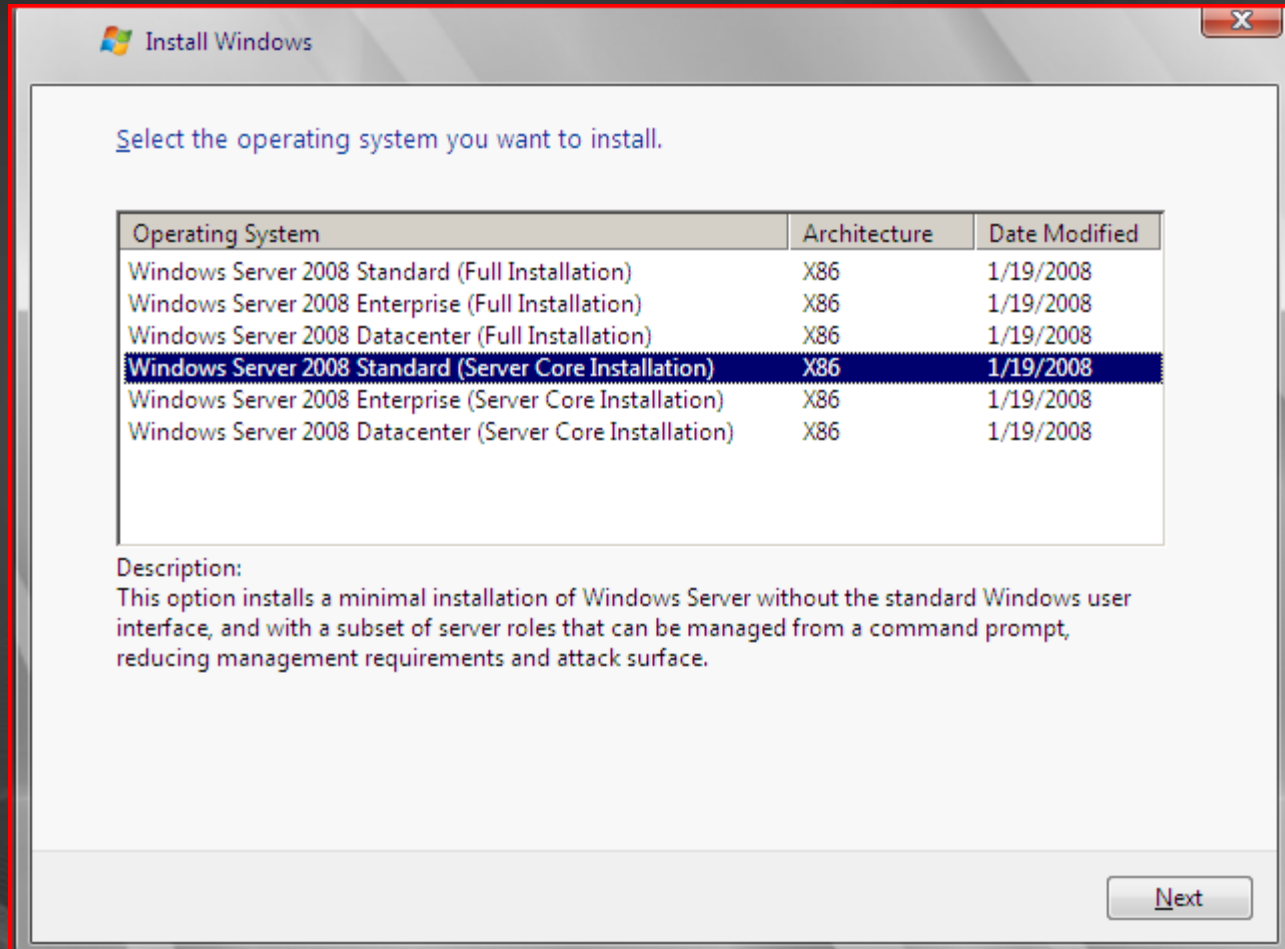 Install Windows
Select the operating system you want to install.
Operating System Architecture Date Modified
Windows Server 2008 Standard (Full Installation) X86 1/19/2008
Windows Server 2008 Enterprise (Full Installation) X86 1/19/2008
Windows Server 2008 Datacenter (Full Installation) X86 1/19/2008
Windows Server 2008 Standard (Server Core Installation) X86 1/19/2008
Windows Server 2008 Enterprise (Server Core Installation) X86 1/19/2008
Windows Server 2008 Datacenter (Server Core Installation) X86 1/19/2008
Description:
This option installs a minimal installation of Windows Server without the standard Windows user
interface, and with a subset of server roles that can be managed from a command prompt,
reducing management requirements and attack surface.
Next